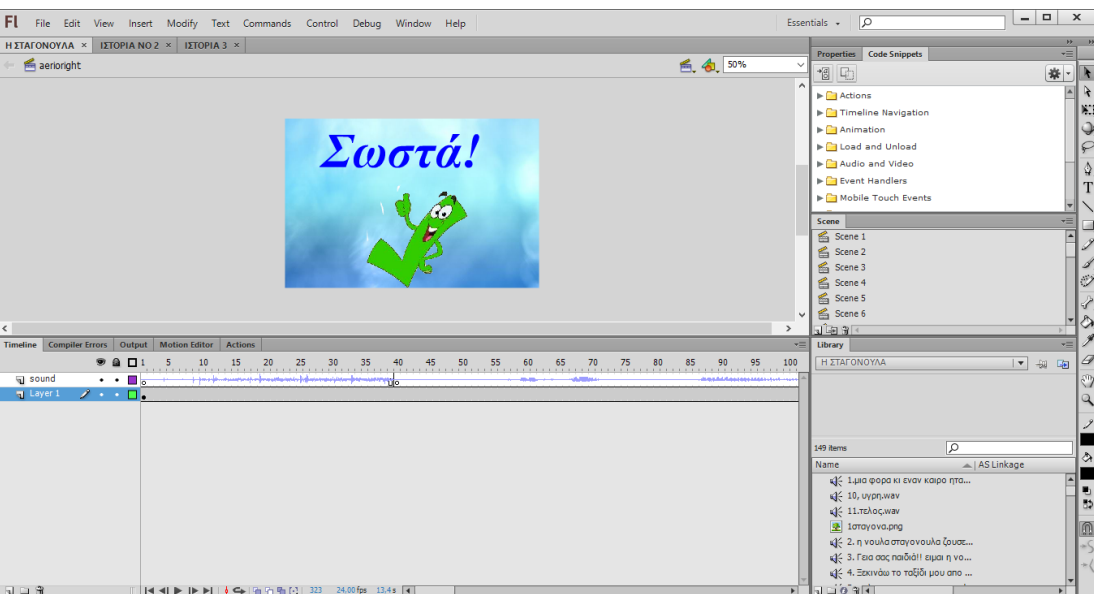 Fl File Edit View Insert Modify Text Commands Control Debug Window Help Essentials
Η ΣΤΑΓΟΝΟΥΛΑ × ΙΣΤΟΡΙΑ ΝΟ 2 × ΙΣΤΟΡΙΑ 3 ×
aerioright 50%
Σωστά!
Properties Code Snippets
Actions
Timeline Navigation
Animation
Load and Unload
Audio and Video
Event Handlers
Mobile Touch Events
Scene
Scene 1
Scene 2
Scene 3
Scene 4
Scene 5
Scene 6
Timeline Compiler Errors Output Motion Editor Actions
1 5 10 15 20 25 30 35 40 45 50 55 60 65 70 75 80 85 90 95 100
sound
Layer 1
323 24.00 fps 13.4 s
Library
Η ΣΤΑΓΟΝΟΥΛΑ
149 items
Name AS Linkage
1.μια φορα κι εναν καιρο ητα...
10, υγρη.wav
11.τελος.wav
1σταγονα.png
2. η νουλα σταγονουλα ζουσε...
3. Γεια σας παιδιά!! ειμαι η νο...
4. Ξεκινάω το ταξίδι μου απο ...